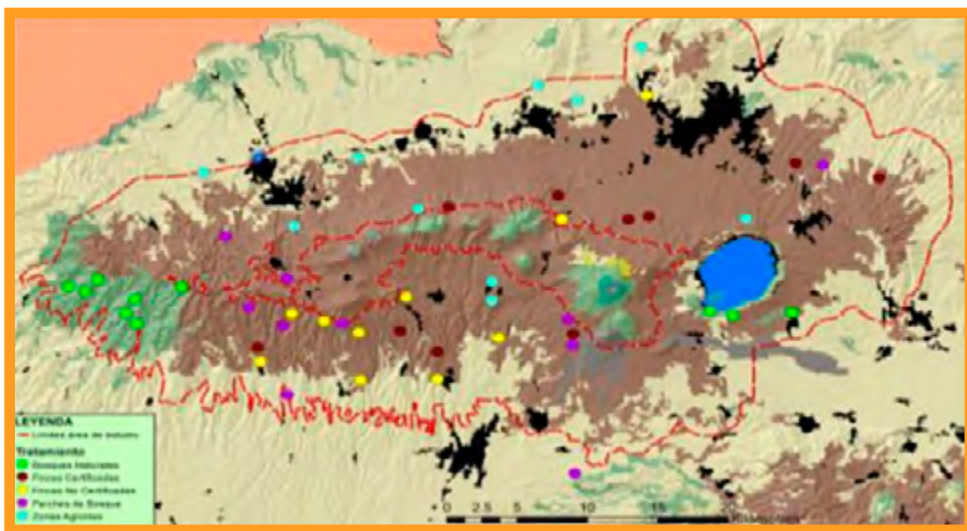 LEYENDA
Limites área de estudio
Tratamiento
Bosques Naturales
Fincas Certificadas
Fincas No Certificadas
Parches de Bosque
Zonas Agrícolas
0 2.5 5 10 15 20